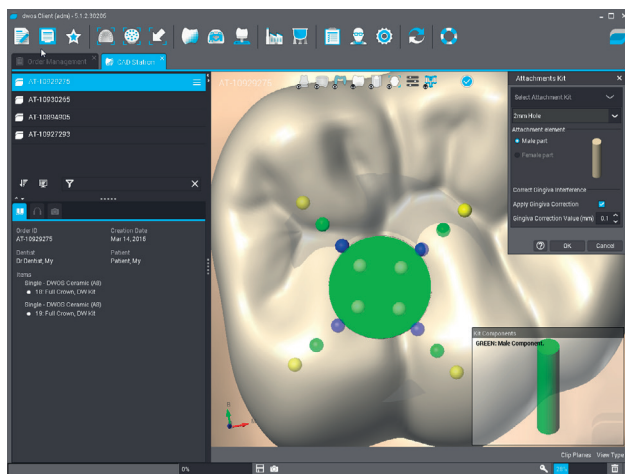 dwos Client (adm) - 5.1.2.30206
Order Management
CAD Station
AT-10929275
AT-10930265
AT-10894905
AT-10927293
Order ID
AT-10929275
Creation Date
Mar 14, 2016
Dentist
Dr Dentist, My
Patient
Patient, My
Items
Single - DWOS Ceramic (All)
18: Full Crown, DW Kit
Single - DWOS Ceramic (All)
19: Full Crown, DW Kit
AT-10929275
Attachments Kit
Select Attachment Kit
2mm Hole
Attachment element
Male part
Female part
Correct Gingiva Interference
Apply Gingiva Correction
Gingiva Correction Value (mm) 0.1
OK
Cancel
Kit Components
GREEN: Male Component.
Clip Planes View Type
0%